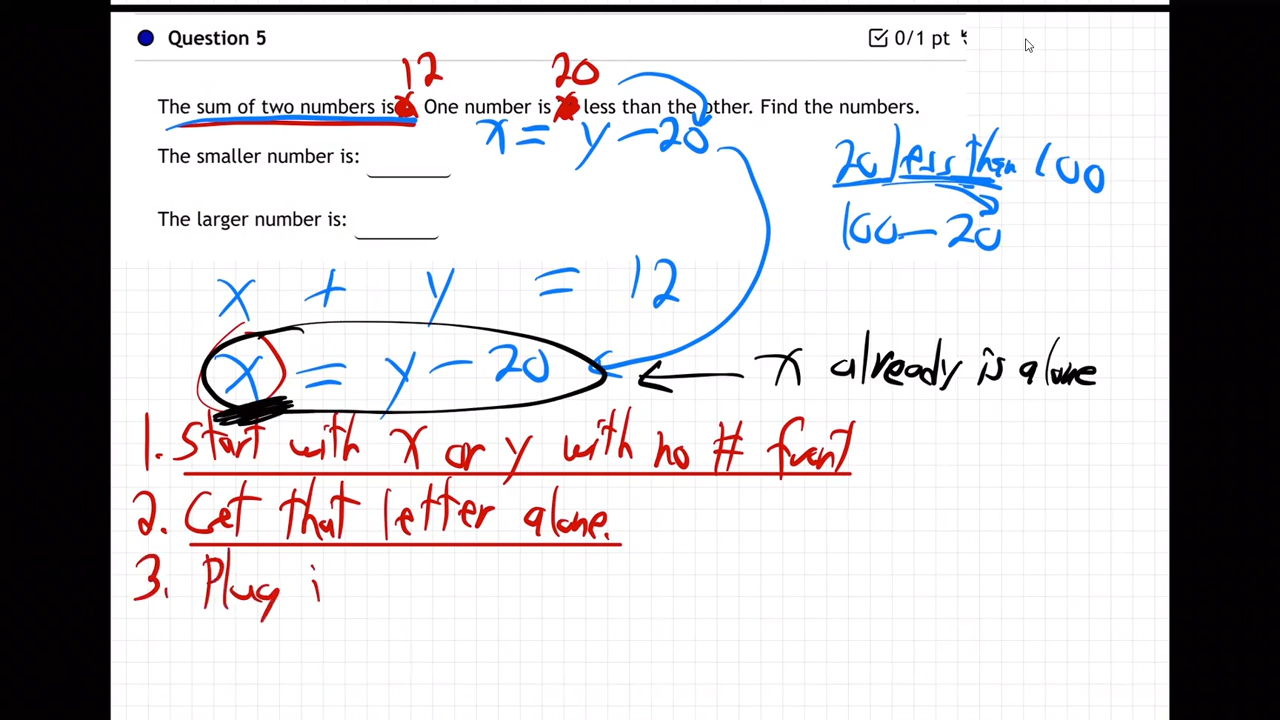 Question 5
0/1 pt
12 20
The sum of two numbers is One number is less than the other. Find the numbers.
x = y - 20
The smaller number is:
20 less than 100
The larger number is:
100 - 20
x + y = 12
x = y - 20
x already is alone
1. Start with x or y with no # front
2. Get that letter alone.
3. Plug i